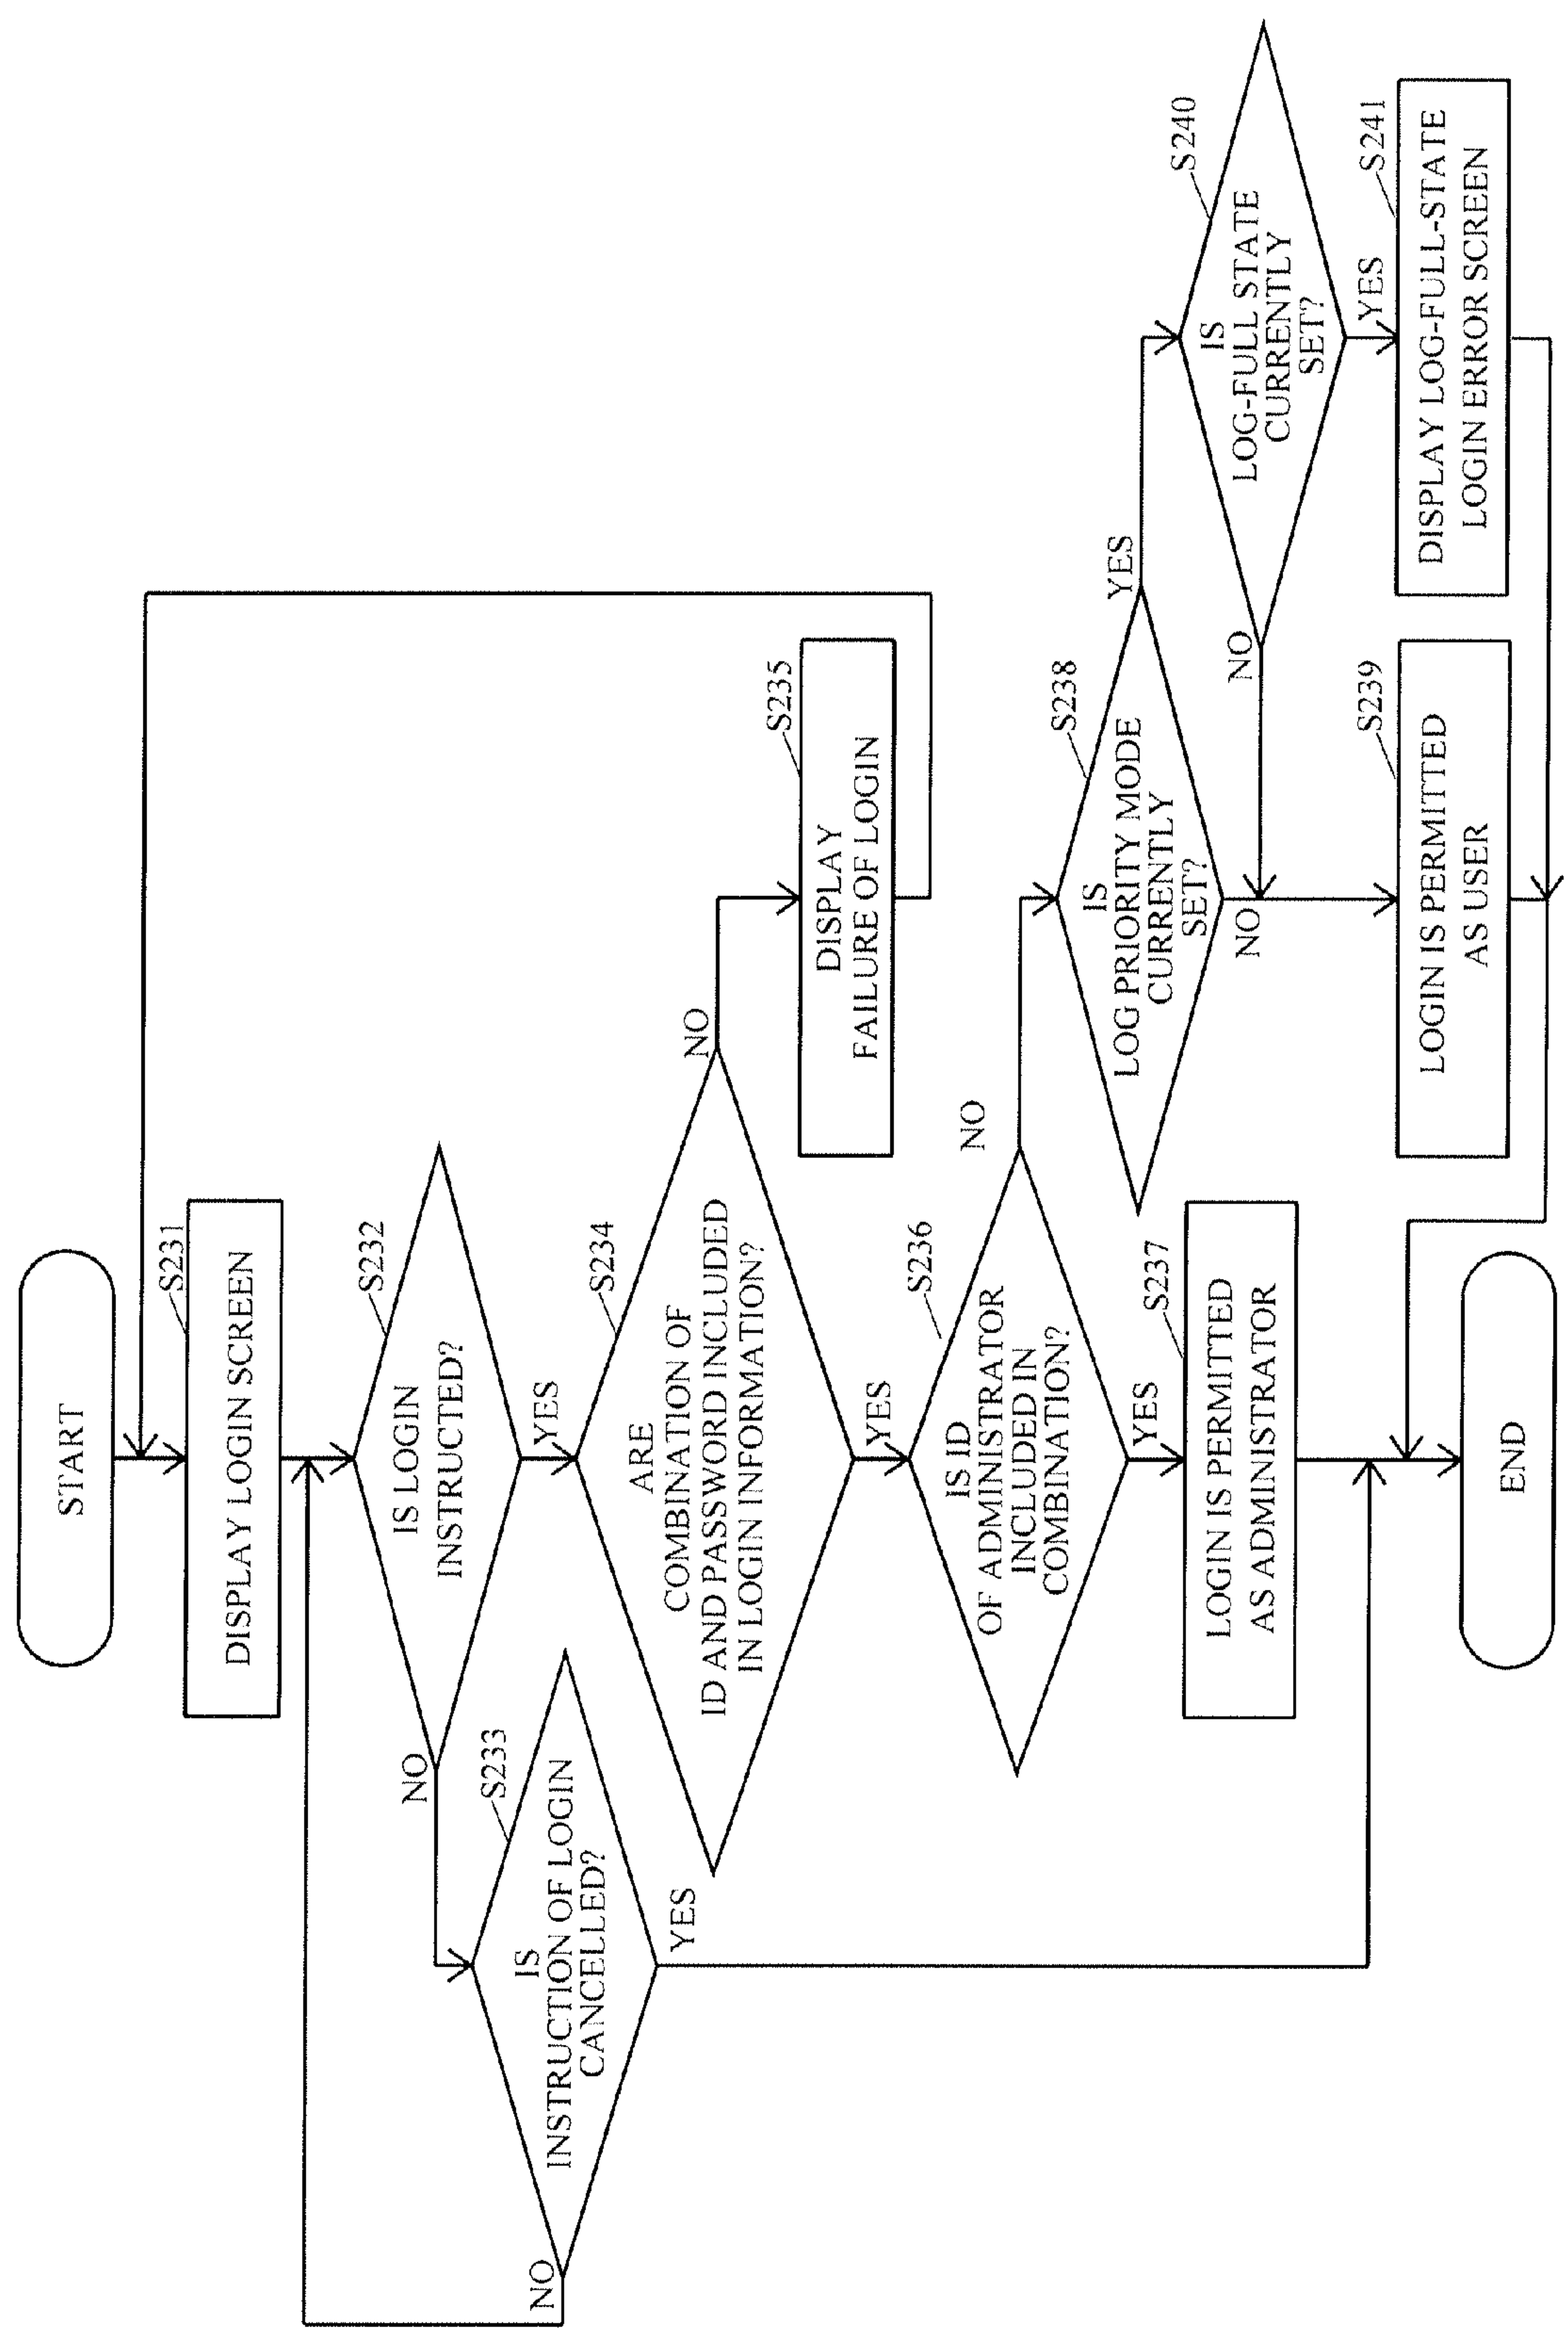 START
S231
DISPLAY LOGIN SCREEN
S232
IS LOGIN
INSTRUCTED?
NO
YES
S233
IS
INSTRUCTION OF LOGIN
CANCELLED?
NO
YES
S234
ARE
COMBINATION OF
ID AND PASSWORD INCLUDED
IN LOGIN INFORMATION?
NO
YES
S235
DISPLAY
FAILURE OF LOGIN
S236
IS ID
OF ADMINISTRATOR
INCLUDED IN
COMBINATION?
NO
YES
S237
LOGIN IS PERMITTED
AS ADMINISTRATOR
S238
IS
LOG PRIORITY MODE
CURRENTLY
SET?
YES
NO
S240
IS
LOG-FULL STATE
CURRENTLY
SET?
NO
YES
S239
LOGIN IS PERMITTED
AS USER
S241
DISPLAY LOG-FULL-STATE
LOGIN ERROR SCREEN
END